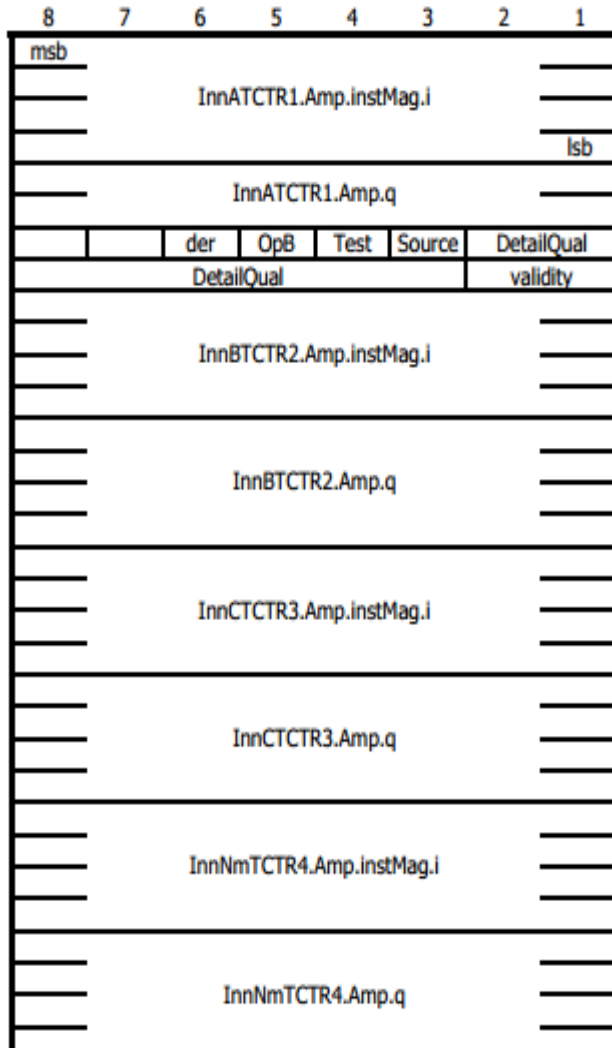 8 7 6 5 4 3 2 1
msb
InnATCTR1.Amp.instMag.i
lsb
InnATCTR1.Amp.q
der OpB Test Source DetailQual
DetailQual validity
InnBTCTR2.Amp.instMag.i
InnBTCTR2.Amp.q
InnCTCTR3.Amp.instMag.i
InnCTCTR3.Amp.q
InnNmTCTR4.Amp.instMag.i
InnNmTCTR4.Amp.q